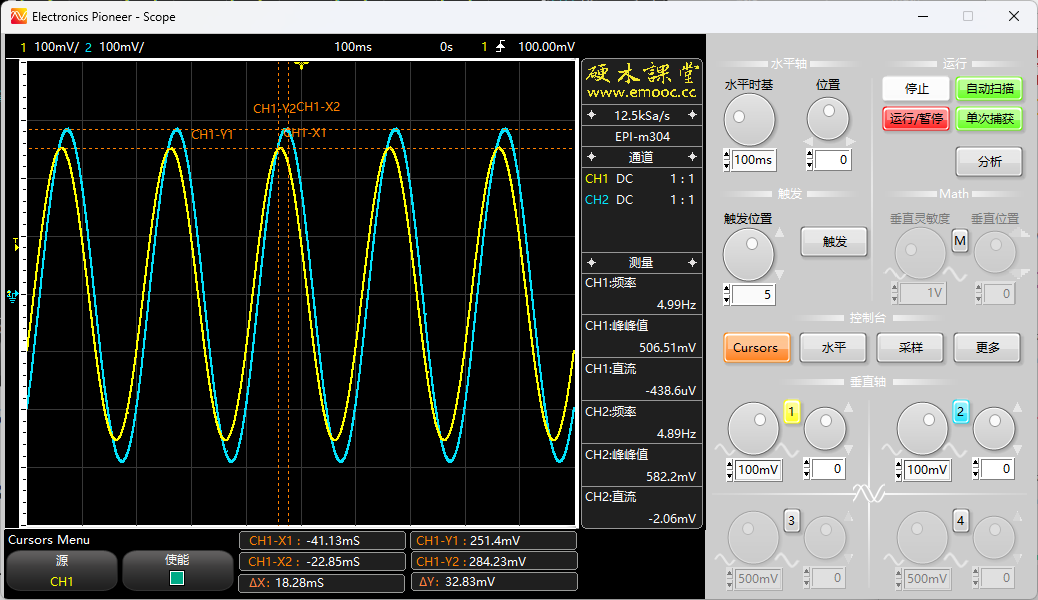 Electronics Pioneer - Scope
1 100mV/ 2 100mV/ 100ms 0s 1 100.00mV
CH1-Y2 CH1-X2
CH1-Y1 CH1-X1
T
硬木課堂
www.emooc.cc
12.5kSa/s
EPI-m304
通道
CH1 DC 1 : 1
CH2 DC 1 : 1
测量
CH1:频率
4.99Hz
CH1:峰峰值
506.51mV
CH1:直流
-438.6uV
CH2:频率
4.89Hz
CH2:峰峰值
582.2mV
CH2:直流
-2.06mV
Cursors Menu
源
CH1
使能
CH1-X1 : -41.13mS
CH1-Y1 : 251.4mV
CH1-X2 : -22.85mS
CH1-Y2 : 284.23mV
ΔX: 18.28mS
ΔY: 32.83mV
水平轴
水平时基 位置
100ms 0
运行
停止 自动扫描
运行/暂停 单次捕获
分析
触发
触发位置
触发
5
Math
垂直灵敏度 垂直位置
M
1V 0
控制台
Cursors 水平 采样 更多
垂直轴
1 2
100mV 0 100mV 0
3 4
500mV 0 500mV 0